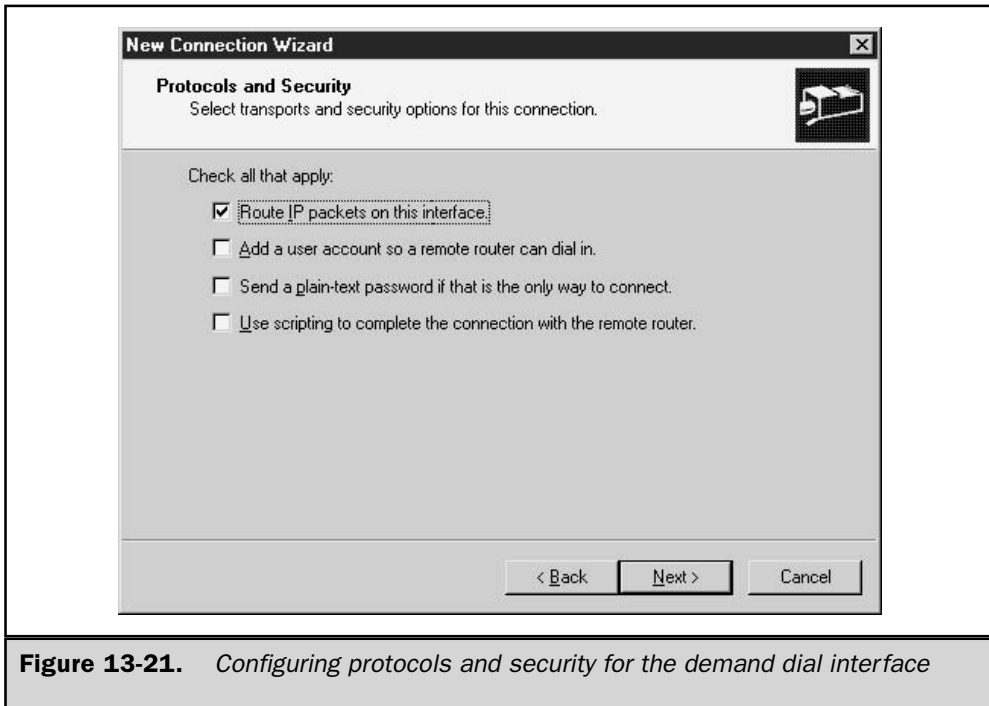 New Connection Wizard
Protocols and Security
Select transports and security options for this connection.
Check all that apply:
Route IP packets on this interface.
Add a user account so a remote router can dial in.
Send a plain-text password if that is the only way to connect.
Use scripting to complete the connection with the remote router.
< Back Next > Cancel
Figure 13-21. Configuring protocols and security for the demand dial interface